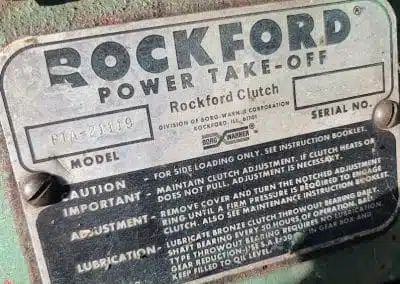 ROCKFORD®
POWER TAKE-OFF
Rockford Clutch
DIVISION OF BORG-WARNER CORPORATION
ROCKFORD, ILL. 61101
BORG WARNER
MODEL
SERIAL NO.
CAUTION - FOR SIDE LOADING ONLY. SEE INSTRUCTION BOOKLET.
IMPORTANT - MAINTAIN CLUTCH ADJUSTMENT. IF CLUTCH HEATS OR
DOES NOT PULL, ADJUSTMENT IS NECESSARY.
ADJUSTMENT - REMOVE COVER AND TURN THE NOTCHED ADJUSTMENT
RING UNTIL A FIRM PRESSURE IS REQUIRED TO ENGAGE
CLUTCH. ALSO SEE MAINTENANCE INSTRUCTION BOOKLET.
LUBRICATION - LUBRICATE BRONZE CLUTCH THROWOUT BEARING DAILY.
SHAFT BEARING EVERY 50 HOURS OF OPERATION. BALL
TYPE THROWOUT BEARING REQUIRES NO LUBRICATION.
GEAR REDUCTION: IN GEAR BOX AND
KEEP FILLED TO OIL LEVEL